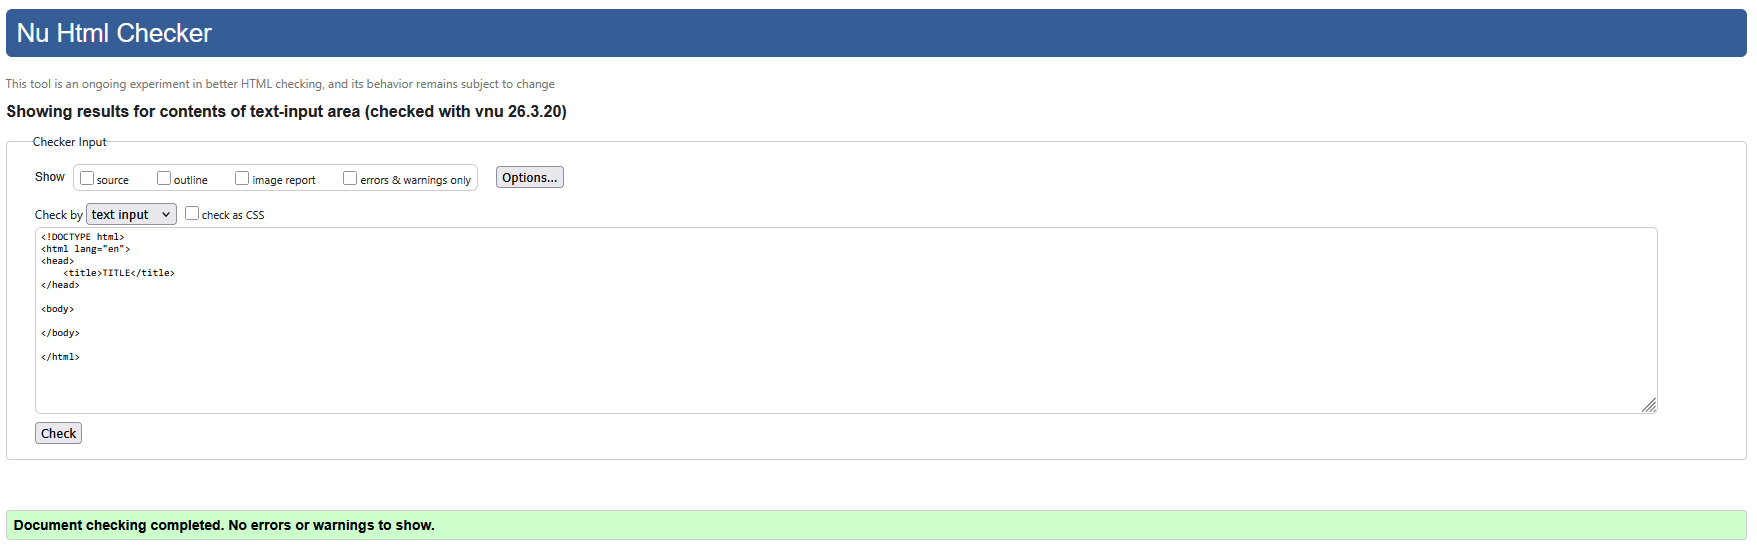 Nu Html Checker
This tool is an ongoing experiment in better HTML checking, and its behavior remains subject to change
Showing results for contents of text-input area (checked with vnu 26.3.20)
Checker Input
Show source outline image report errors & warnings only Options...
Check by text input check as CSS
<!DOCTYPE html>
<html lang="en">
<head>
    <title>TITLE</title>
</head>
<body>
</body>
</html>
Check
Document checking completed. No errors or warnings to show.